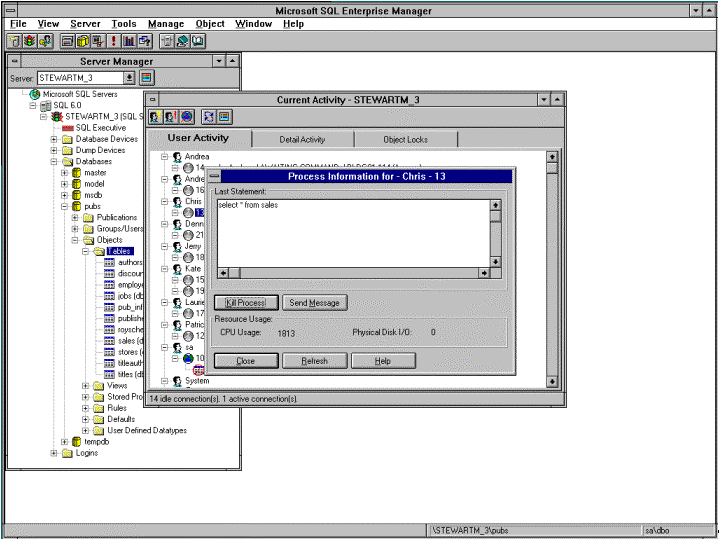 Microsoft SQL Enterprise Manager
File View Server Tools Manage Object Window Help
Server Manager
Server: STEWARTM_3
Microsoft SQL Servers
SQL 6.0
STEWARTM_3 (SQL S
SQL Executive
Database Devices
Dump Devices
Databases
master
model
msdb
pubs
Publications
Groups/Users
Objects
Tables
authors
discoun
employe
jobs (db
pub_inf
publishe
roysche
sales (d
stores (
titleauth
titles (db
Views
Stored Pro
Rules
Defaults
User Defined Datatypes
tempdb
Logins
Current Activity - STEWARTM_3
User Activity Detail Activity Object Locks
Andrea
14
Andre
16
Chris
13
Denn
21
Jerry
18
Kate
15
19
Laurie
17
Patric
12
sa
10
System
14 idle connection(s). 1 active connection(s).
Process Information for - Chris - 13
Last Statement:
select * from sales
Kill Process Send Message
Resource Usage:
CPU Usage: 1813 Physical Disk I/O: 0
Close Refresh Help
\STEWARTM_3\pubs sa\dbo